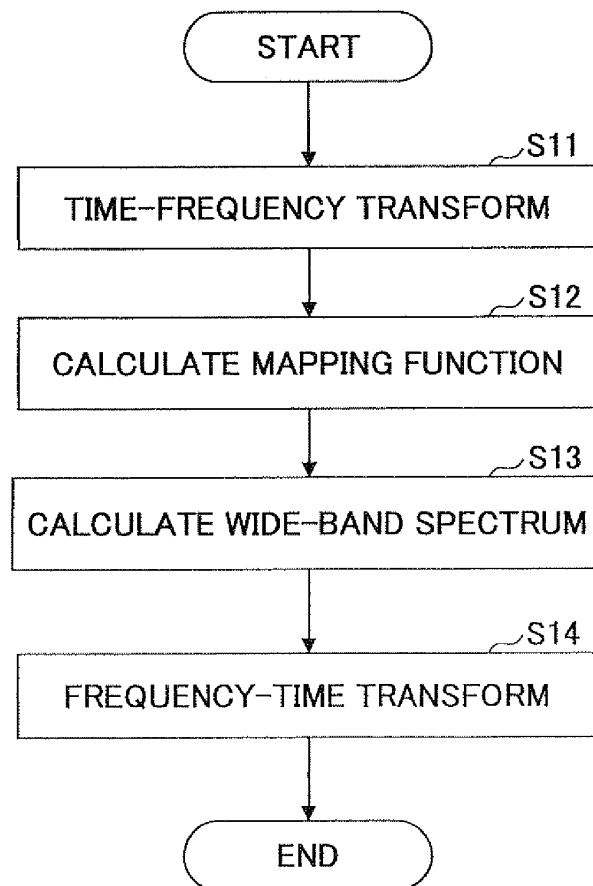 START
S11
TIME-FREQUENCY TRANSFORM
S12
CALCULATE MAPPING FUNCTION
S13
CALCULATE WIDE-BAND SPECTRUM
S14
FREQUENCY-TIME TRANSFORM
END